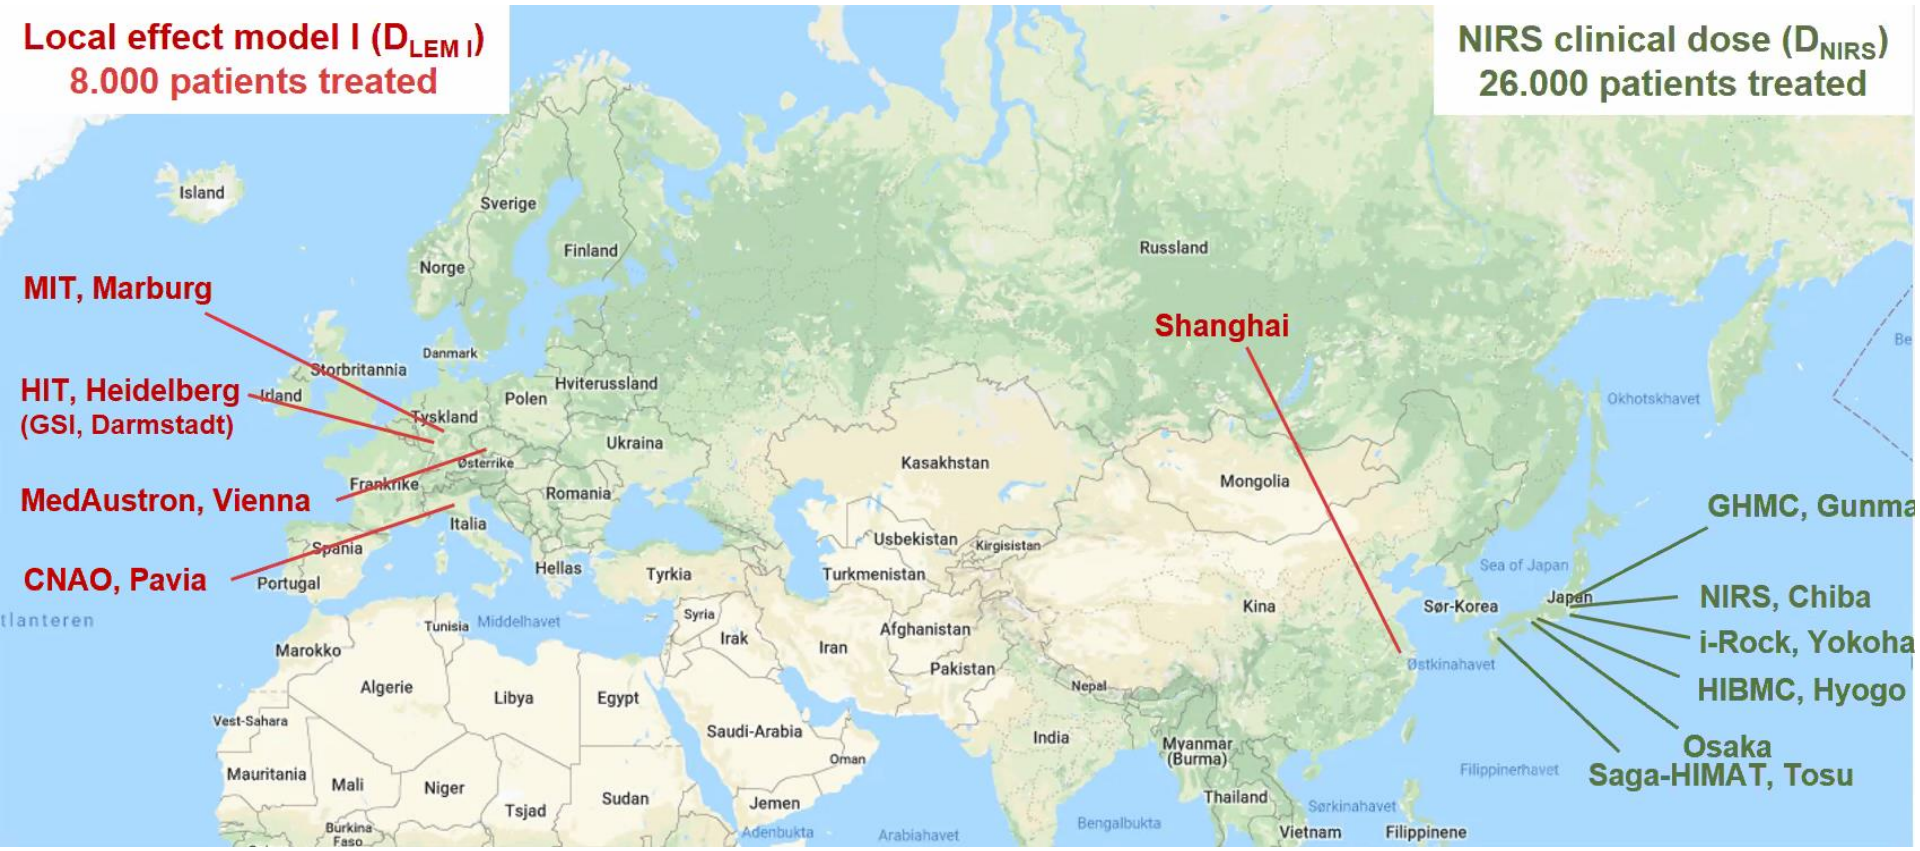 Local effect model I (D_LEM I)
8.000 patients treated
NIRS clinical dose (D_NIRS)
26.000 patients treated
Island
Sverige
Finland
Norge
Russland
MIT, Marburg
Shanghai
Danmark
Storbritannia
Hviterussland
HIT, Heidelberg
(GSI, Darmstadt)
Irland
Polen
Tyskland
Ukraina
Be
Okhotskhavet
Østerrike
Kasakhstan
Mongolia
Frankrike
Romania
MedAustron, Vienna
GHMC, Gunma
Italia
Usbekistan
Kirgisistan
Spania
Hellas
Sea of Japan
CNAO, Pavia
Portugal
Tyrkia
Turkmenistan
Japan
NIRS, Chiba
Kina
Sør-Korea
tlanteren
Tunisia
Middelhavet
Syria
Irak
Afghanistan
Iran
i-Rock, Yokoha
Marokko
Pakistan
Østkinahavet
Algerie
Libya
Egypt
Nepal
HIBMC, Hyogo
Vest-Sahara
Saudi-Arabia
India
Myanmar
(Burma)
Osaka
Oman
Filippinerhavet
Saga-HIMAT, Tosu
Mauritania
Mali
Niger
Tsjad
Sudan
Jemen
Thailand
Sørkinahavet
Burkina
Faso
Adenbukta
Arabiahavet
Bengalbukta
Vietnam
Filippinene